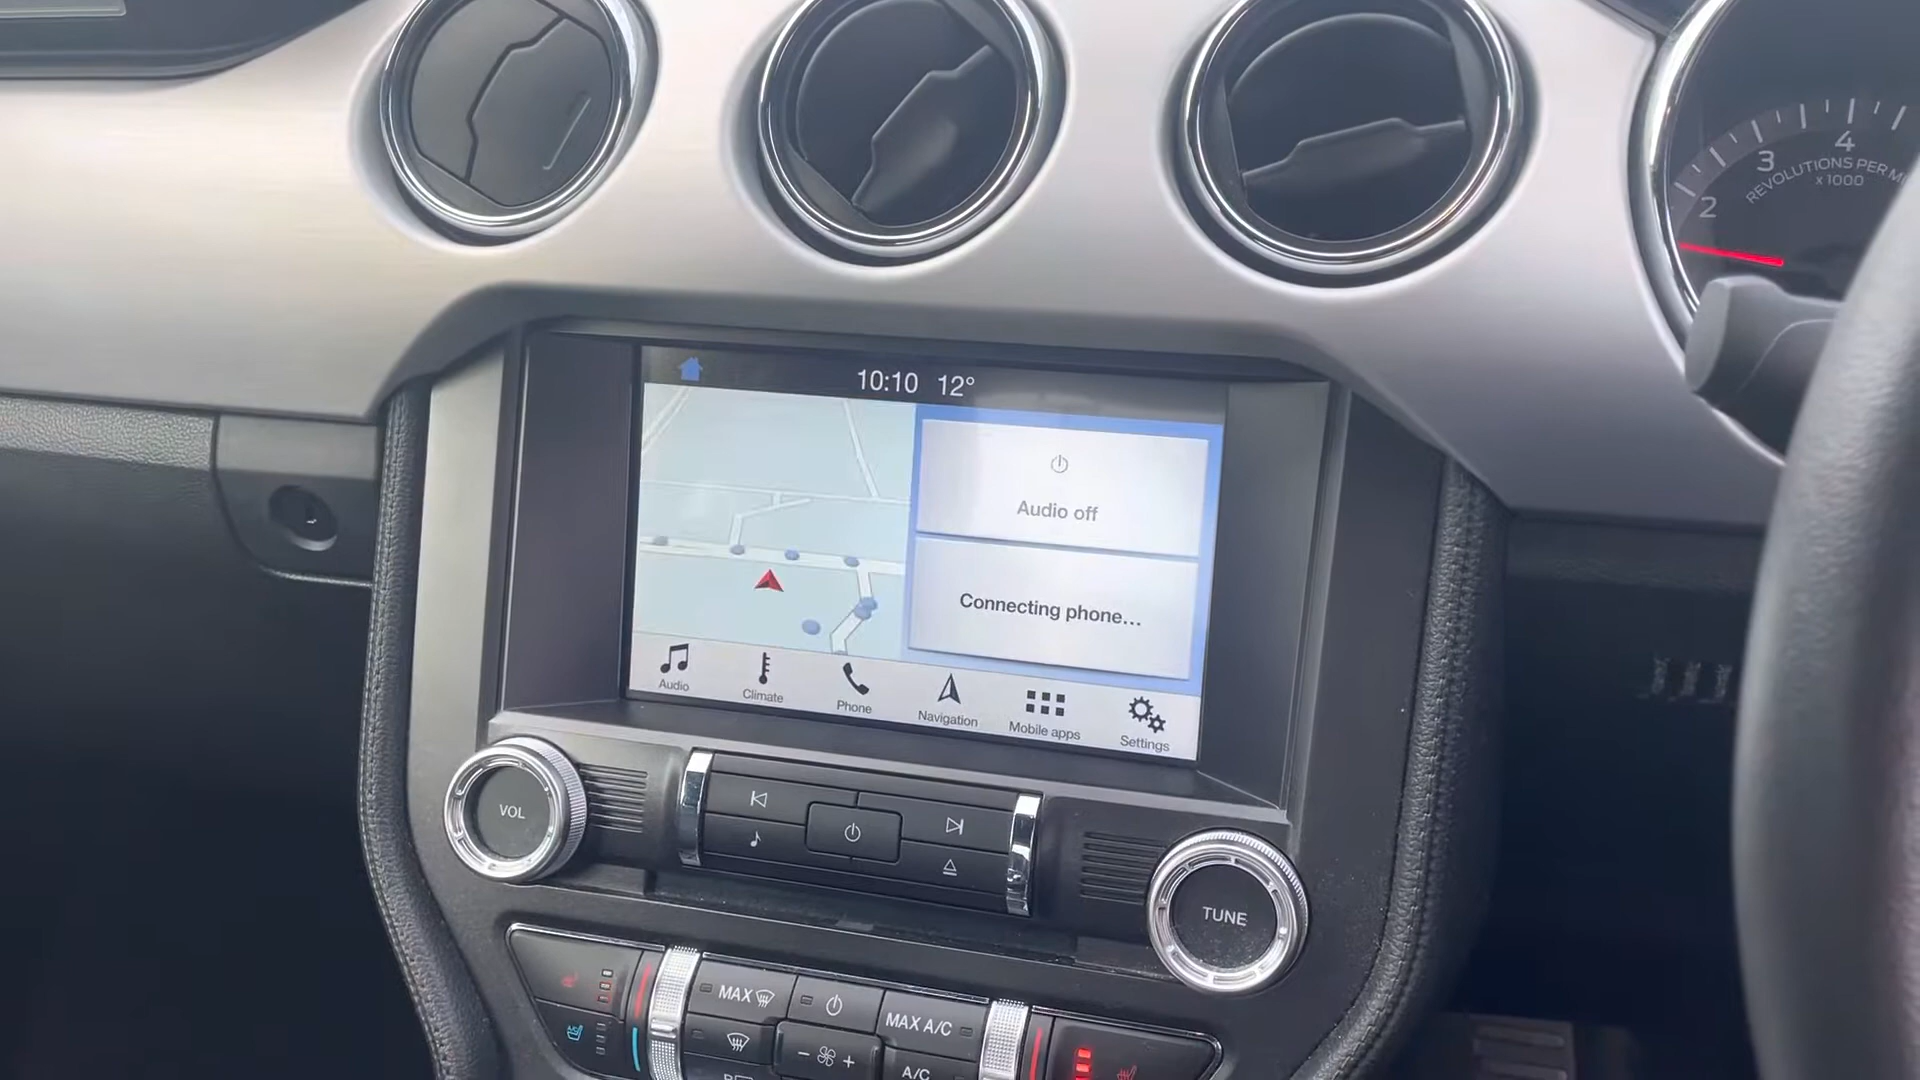 4
3
REVOLUTIONS PER M
x 1000
2
10:10 12°
Audio off
Connecting phone...
Audio
Climate
Phone
Navigation
Mobile apps
Settings
VOL
TUNE
MAX
MAX A/C
- +
A/C